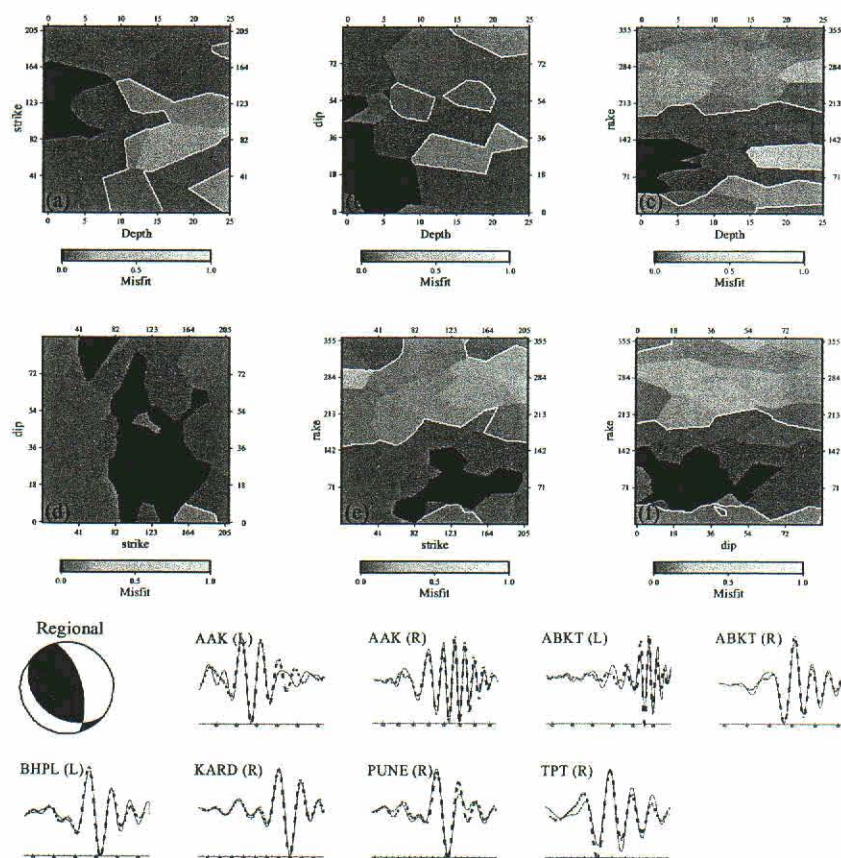 0 5 10 15 20 25
0 5 10 15 20 25
0 5 10 15 20 25
205 205
164 164
123 123
82 82
41 41
strike
(a)
0 5 10 15 20 25
Depth
72 72
54 54
36 36
18 18
0 0
dip
0 5 10 15 20 25
Depth
355 355
284 284
213 213
142 142
71 71
rake
(c)
0 5 10 15 20 25
Depth
0.0 0.5 1.0
Misfit
0.0 0.5 1.0
Misfit
0.0 0.5 1.0
Misfit
41 82 123 164 205
41 82 123 164 205
0 18 36 54 72
72 72
54 54
36 36
18 18
0 0
dip
(d)
41 82 123 164 205
strike
355 355
284 284
213 213
142 142
71 71
rake
(e)
41 82 123 164 205
strike
355 355
284 284
213 213
142 142
71 71
rake
(f)
0 18 36 54 72
dip
0.0 0.5 1.0
Misfit
0.0 0.5 1.0
Misfit
0.0 0.5 1.0
Misfit
Regional
AAK (L)
AAK (R)
ABKT (L)
ABKT (R)
BHPL (L)
KARD (R)
PUNE (R)
TPT (R)